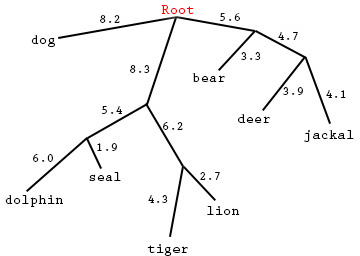 Root
8.2
5.6
dog
4.7
8.3
3.3
bear
3.9
4.1
deer
5.4
jackal
6.2
6.0
1.9
seal
2.7
dolphin
4.3
lion
tiger